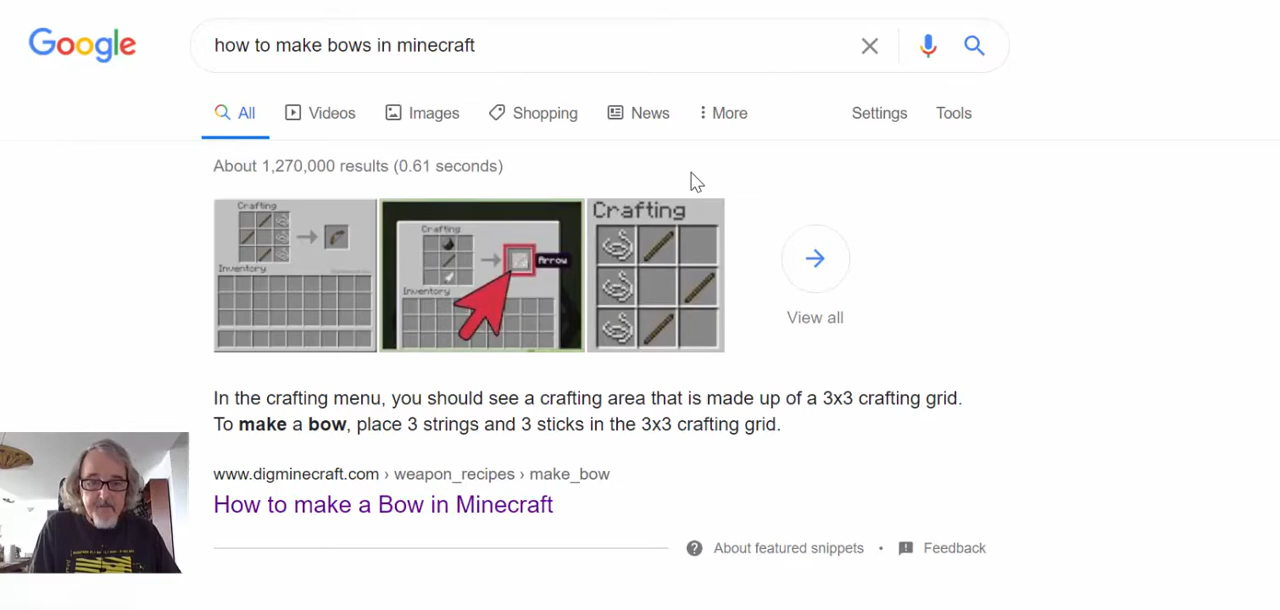 Google
how to make bows in minecraft
All
Videos
Images
Shopping
News
More
Settings
Tools
About 1,270,000 results (0.61 seconds)
Crafting
Inventory
Crafting
Arrow
Inventory
Crafting
View all
In the crafting menu, you should see a crafting area that is made up of a 3x3 crafting grid.
To make a bow, place 3 strings and 3 sticks in the 3x3 crafting grid.
www.digminecraft.com › weapon_recipes › make_bow
How to make a Bow in Minecraft
About featured snippets • Feedback